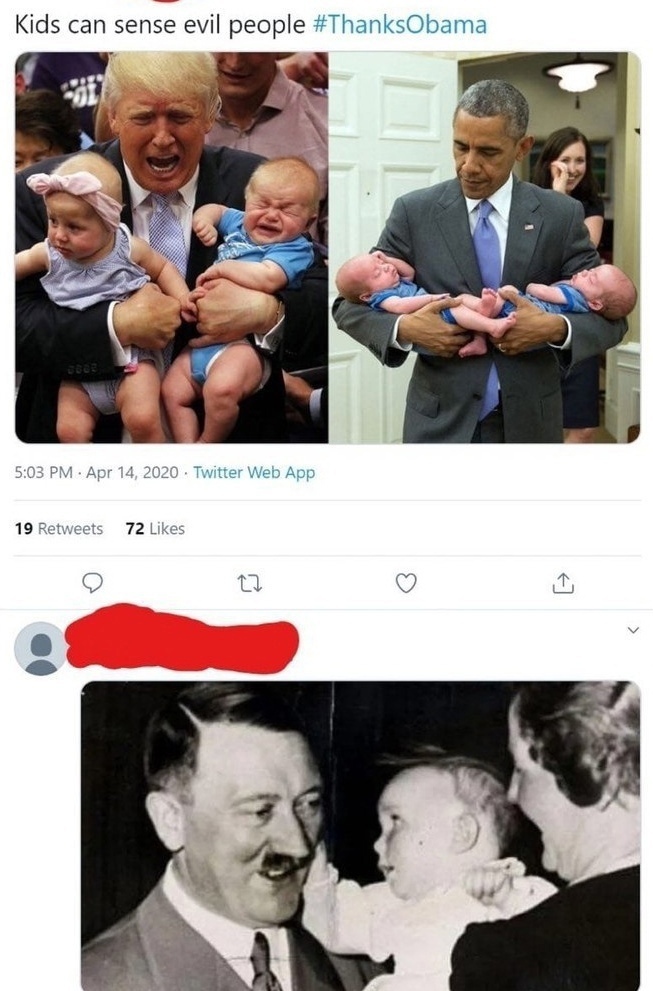 Kids can sense evil people #ThanksObama
5:03 PM · Apr 14, 2020 · Twitter Web App
19 Retweets 72 Likes